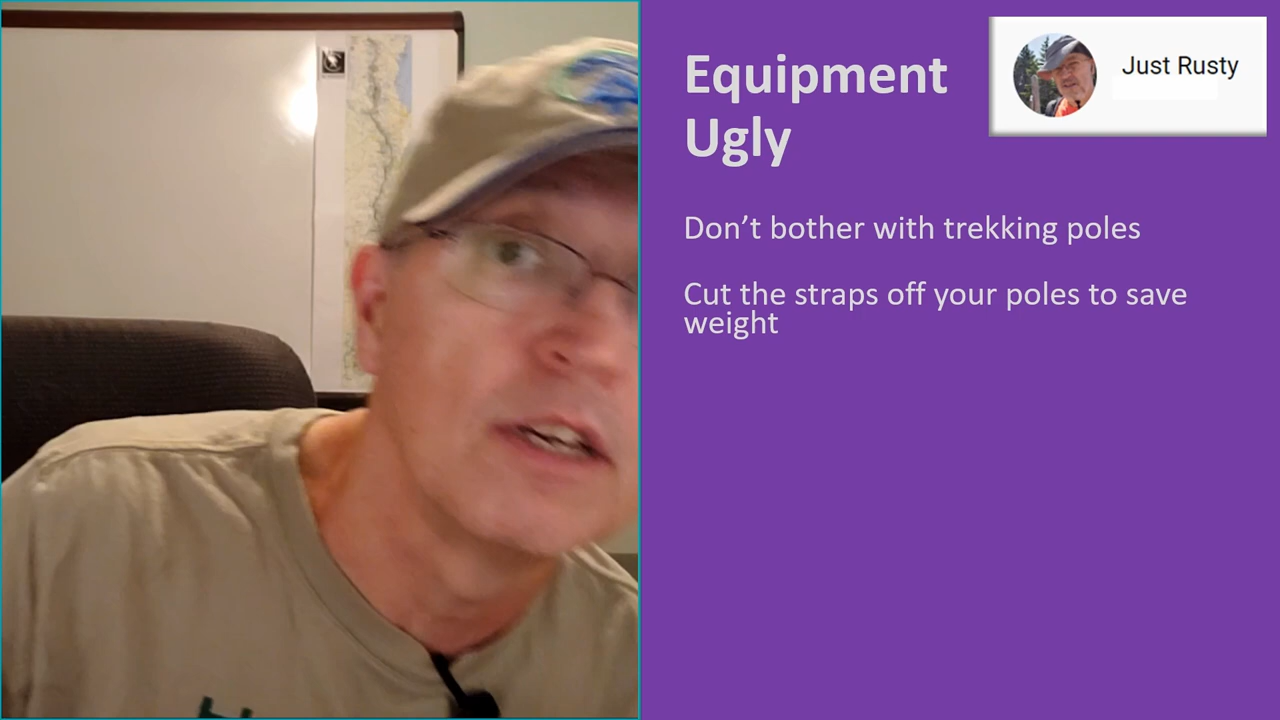 Equipment
Ugly
Just Rusty
Don’t bother with trekking poles
Cut the straps off your poles to save
weight